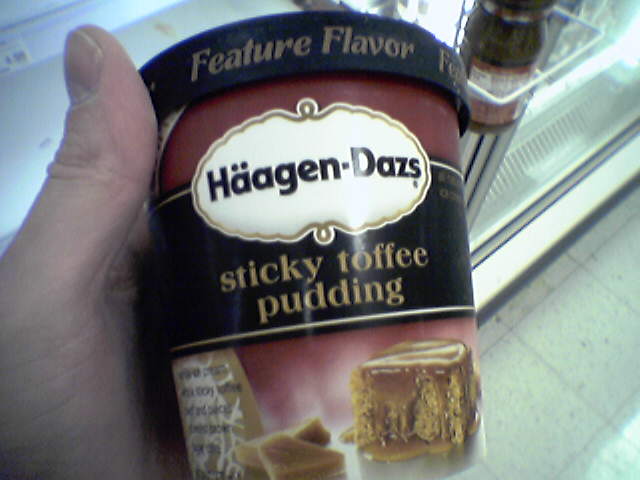 Feature Flavor
Häagen-Dazs
sticky toffee
pudding